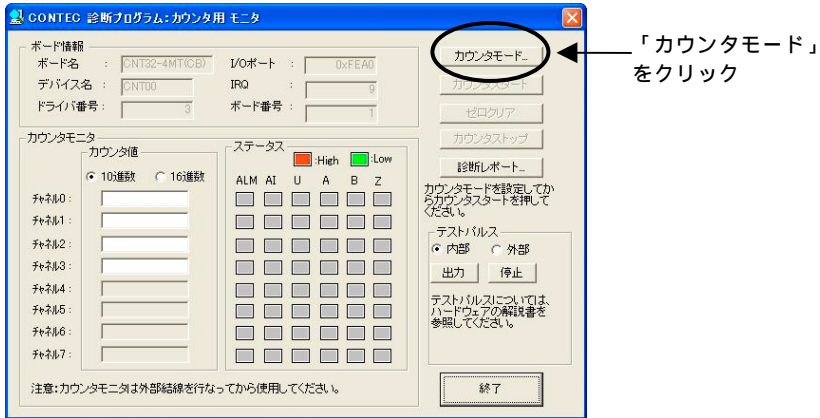 CONTEC 診断プログラム:カウンタ用 モニタ
ボード情報
ボード名 : CNT32-4MT(CB)
I/Oポート : 0xFEA0
デバイス名 : CNT00
IRQ : 9
ドライバ番号 : 3
ボード番号 : 1
カウンタモード...
カウンタスタート
ゼロクリア
カウンタストップ
診断レポート...
「カウンタモード」
をクリック
カウンタモニタ
カウンタ値
10進数 16進数
チャネル0 :
チャネル1 :
チャネル2 :
チャネル3 :
チャネル4 :
チャネル5 :
チャネル6 :
チャネル7 :
ステータス
:High :Low
ALM AI U A B Z
カウンタモードを設定してか
らカウンタスタートを押して
ください。
テストパルス
内部 外部
出力 停止
テストパルスについては、
ハードウェアの解説書を
参照してください。
注意:カウンタモニタは外部結線を行なってから使用してください。
終了